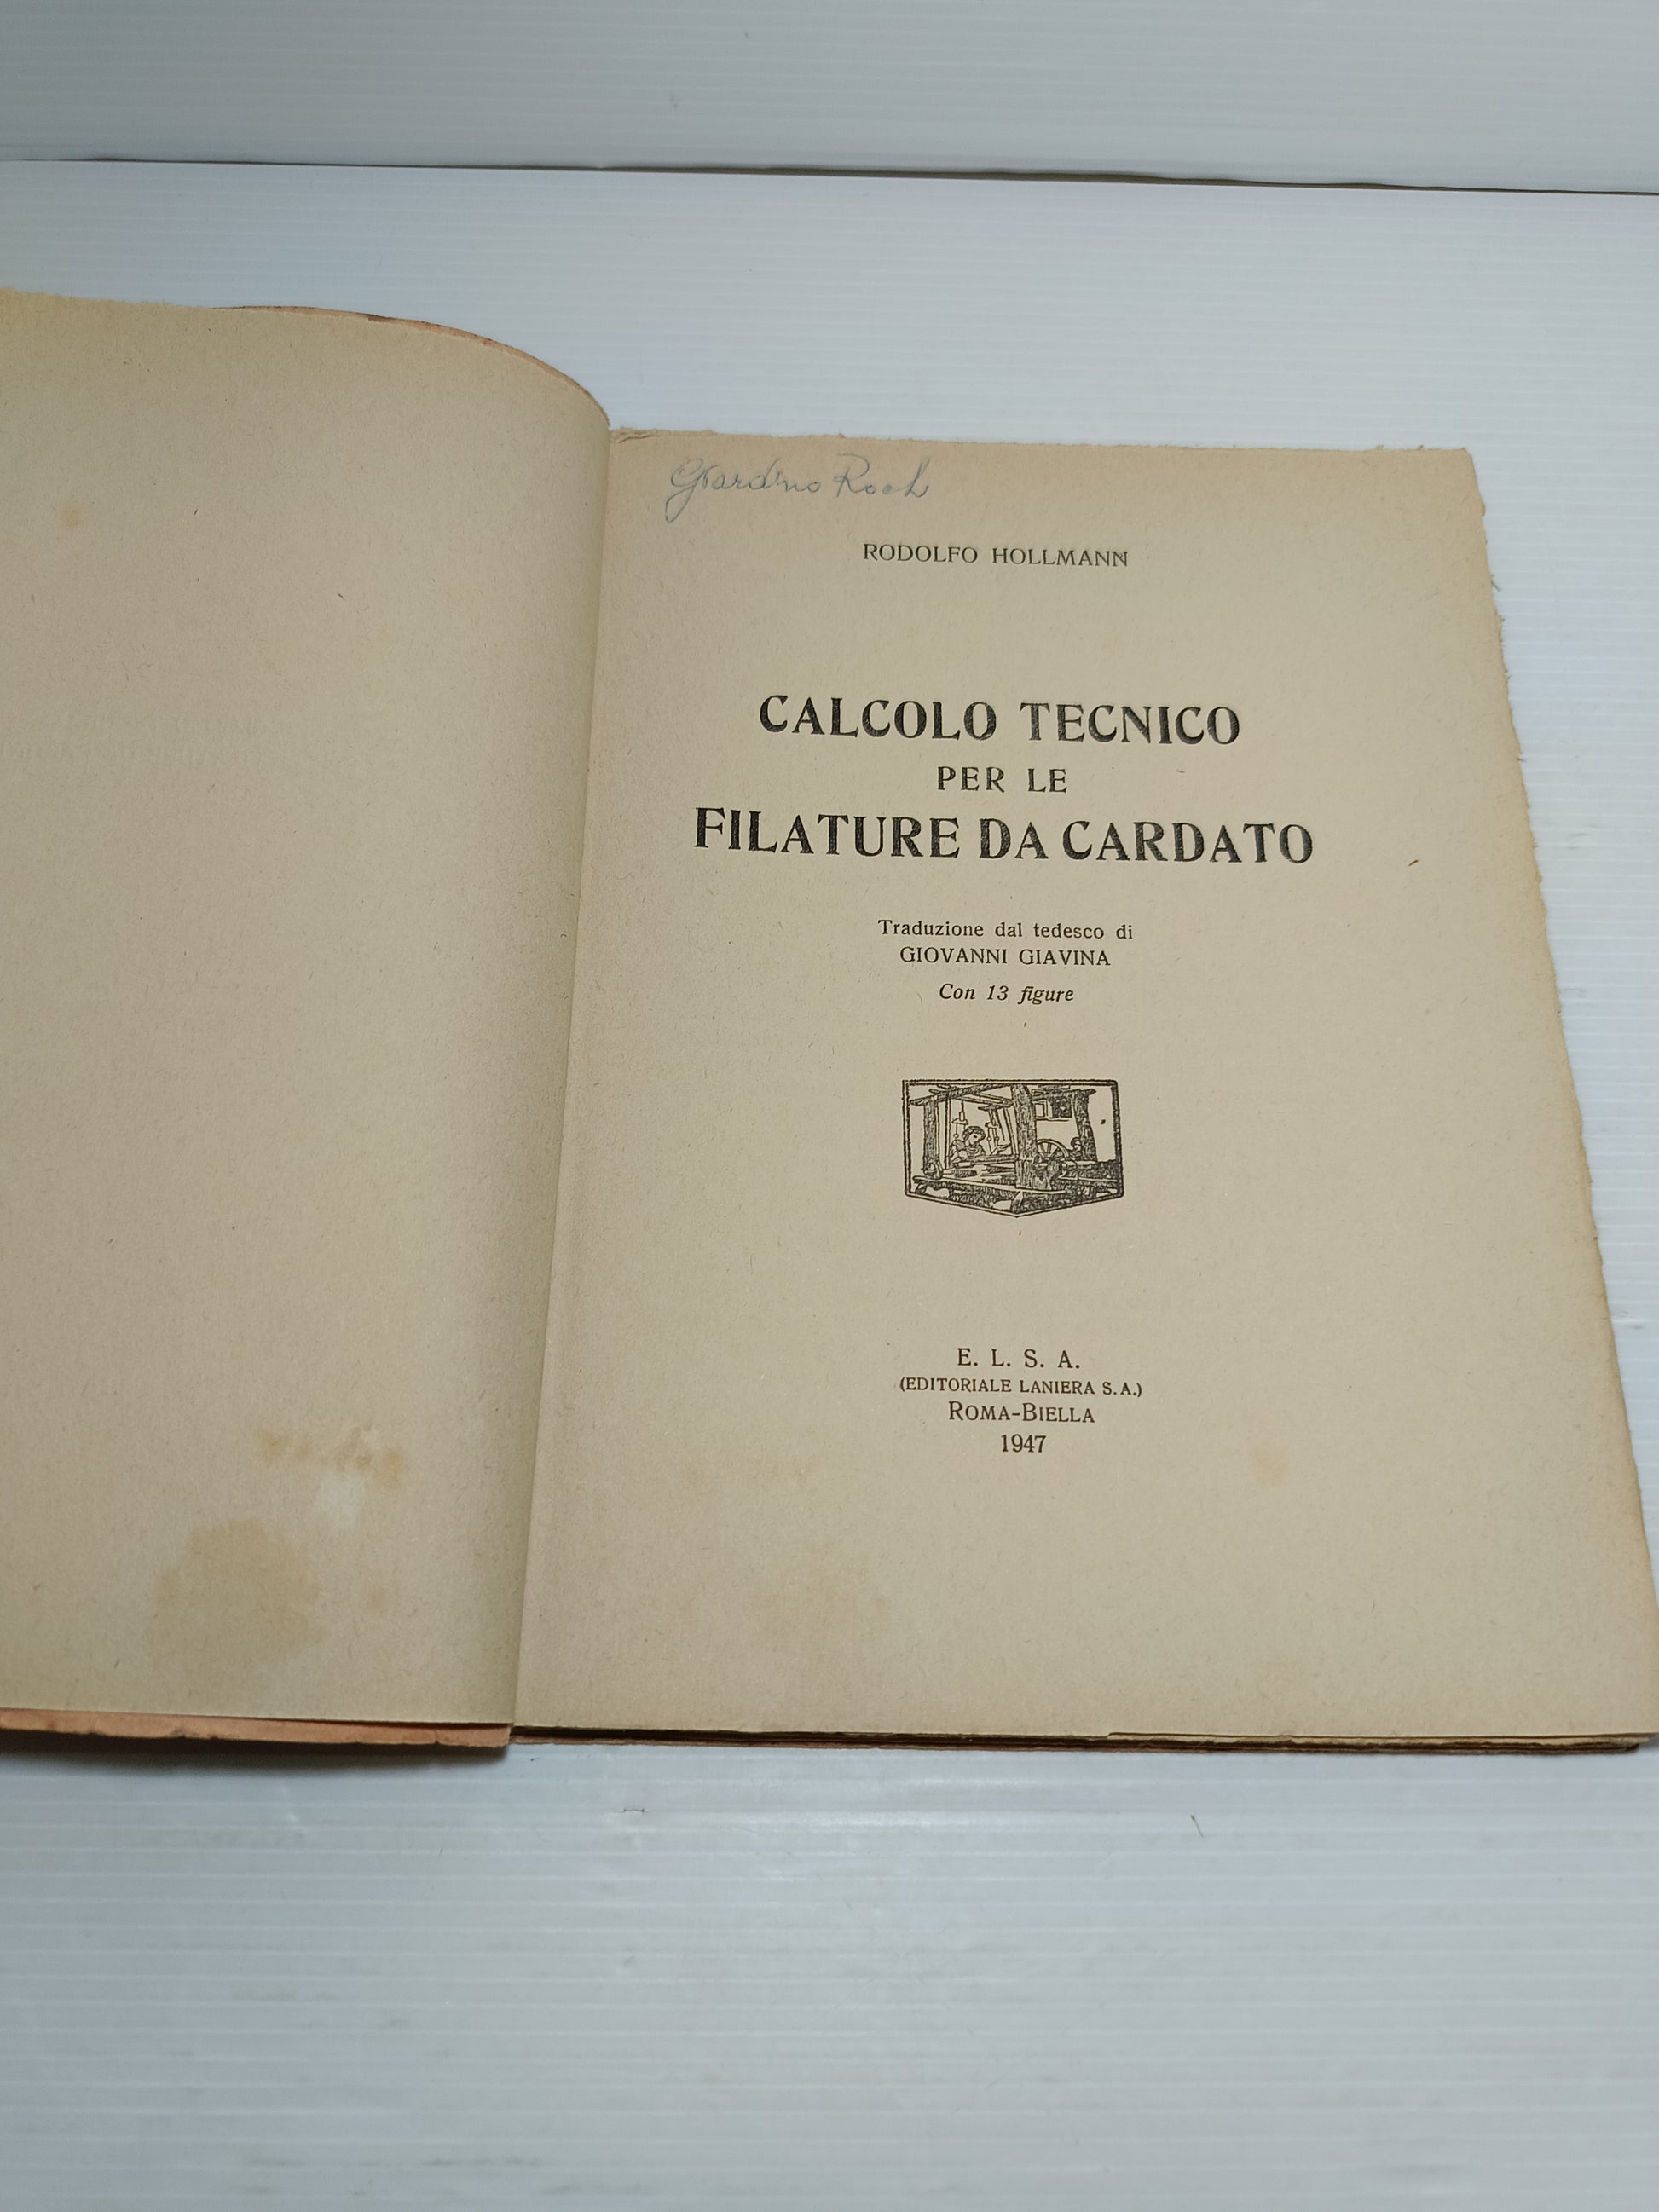 Giardino Roch
RODOLFO HOLLMANN
CALCOLO TECNICO
PER LE
FILATURE DA CARDATO
Traduzione dal tedesco di
GIOVANNI GIAVINA
Con 13 figure
E. L. S. A.
(EDITORIALE LANIERA S.A.)
ROMA-BIELLA
1947